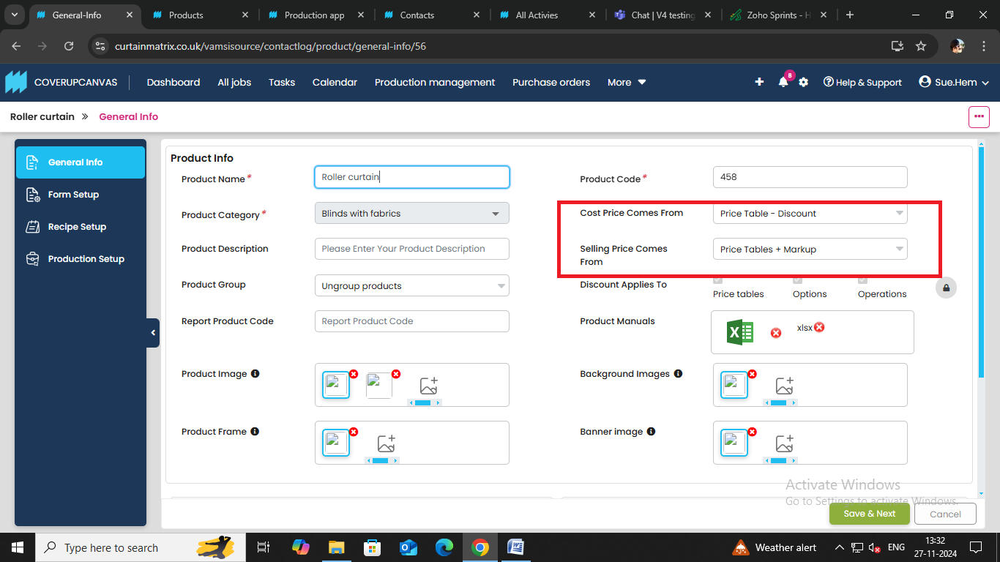 General-Info
Products
Production app
Contacts
All Activies
Chat | V4 testing
Zoho Sprints - H
curtainmatrix.co.uk/vamsisource/contactlog/product/general-info/56
COVERUPCANVAS
Dashboard
All jobs
Tasks
Calendar
Production management
Purchase orders
More
8
Help & Support
Sue.Hem
Roller curtain » General Info
General Info
Form Setup
Recipe Setup
Production Setup
Product Info
Product Name*
Roller curtain
Product Code*
458
Product Category*
Blinds with fabrics
Cost Price Comes From
Price Table - Discount
Product Description
Please Enter Your Product Description
Selling Price Comes
From
Price Tables + Markup
Product Group
Ungroup products
Discount Applies To
Price tables
Options
Operations
Report Product Code
Report Product Code
Product Manuals
X
xlsx
Product Image
Background Images
Product Frame
Banner image
Activate Windows
Go to Settings to activate Windows.
Save & Next
Cancel
Type here to search
Weather alert
ENG
13:32
27-11-2024